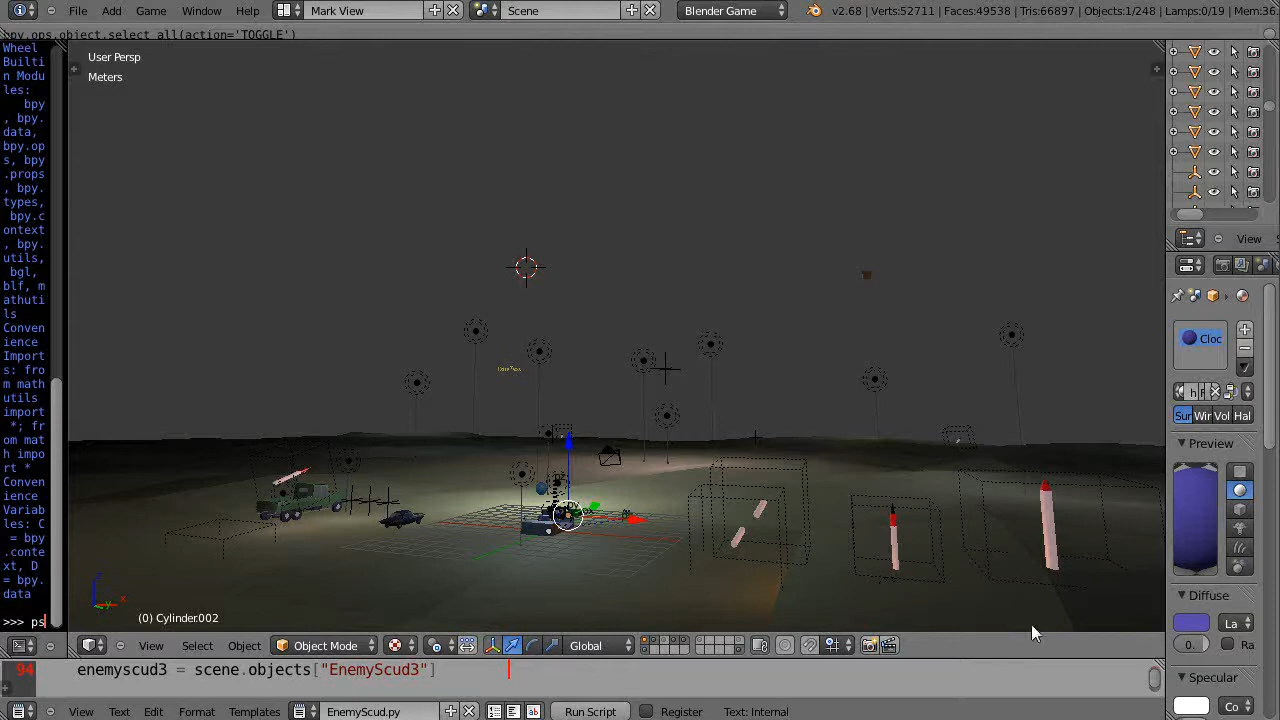 File Add Game Window Help Mark View Scene Blender Game v2.68 | Verts:52711 | Faces:49538 | Tris:66897 | Objects:1/248 | Lamps:0/19 | Mem:36
bpy.ops.object.select_all(action='TOGGLE')
Wheel
Builti
n Modu
les:
bpy
, bpy.
data,
bpy.op
s, bpy
.props
, bpy.
types,
bpy.c
ontext
, bpy.
utils,
bgl,
blf, m
athuti
ls
Conven
ience
Import
s: fro
m math
utils
import
*; fr
om mat
h impo
rt *
Conven
ience
Variab
les: C
= bpy
.conte
xt, D
= bpy.
data
>>> ps
User Persp
Meters
z
x
y
(0) Cylinder.002
View Select Object Object Mode Global
View S
Cloc
h F
Sur Wir Vol Hal
Preview
Diffuse
La
0. Ra
Specular
Co
94 enemyscud3 = scene.objects["EnemyScud3"]
View Text Edit Format Templates EnemyScud.py Run Script Register Text: Internal